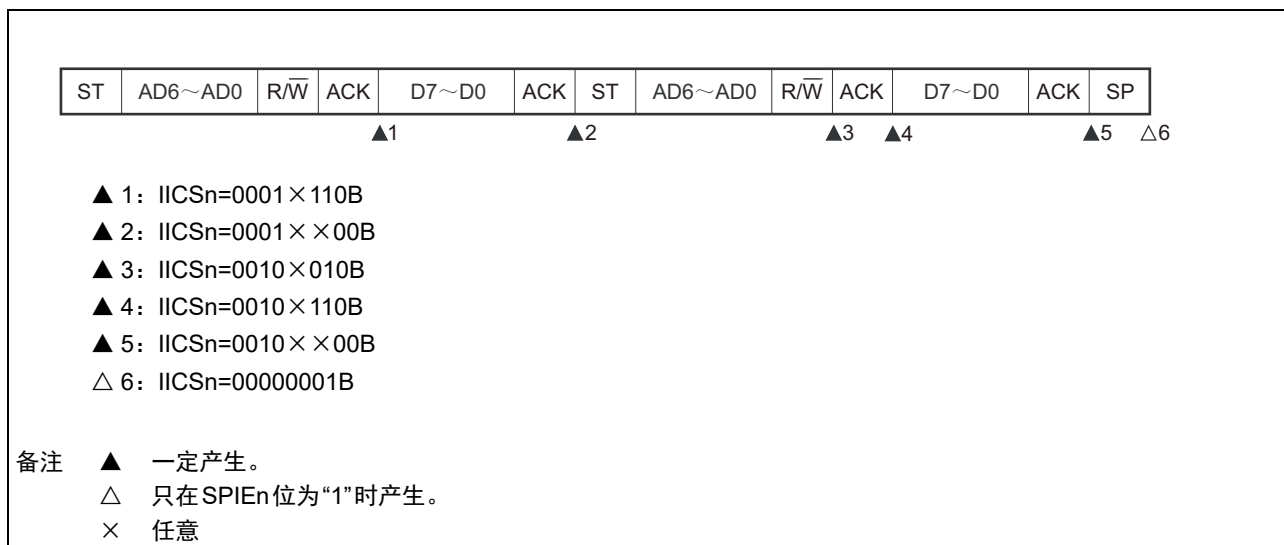 ST AD6～AD0 R/W̅ ACK D7～D0 ACK ST AD6～AD0 R/W̅ ACK D7～D0 ACK SP
▲1 ▲2 ▲3 ▲4 ▲5 △6
▲ 1：IICSn=0001×110B
▲ 2：IICSn=0001××00B
▲ 3：IICSn=0010×010B
▲ 4：IICSn=0010×110B
▲ 5：IICSn=0010××00B
△ 6：IICSn=00000001B
备注 ▲ 一定产生。
△ 只在SPIEn位为“1”时产生。
× 任意